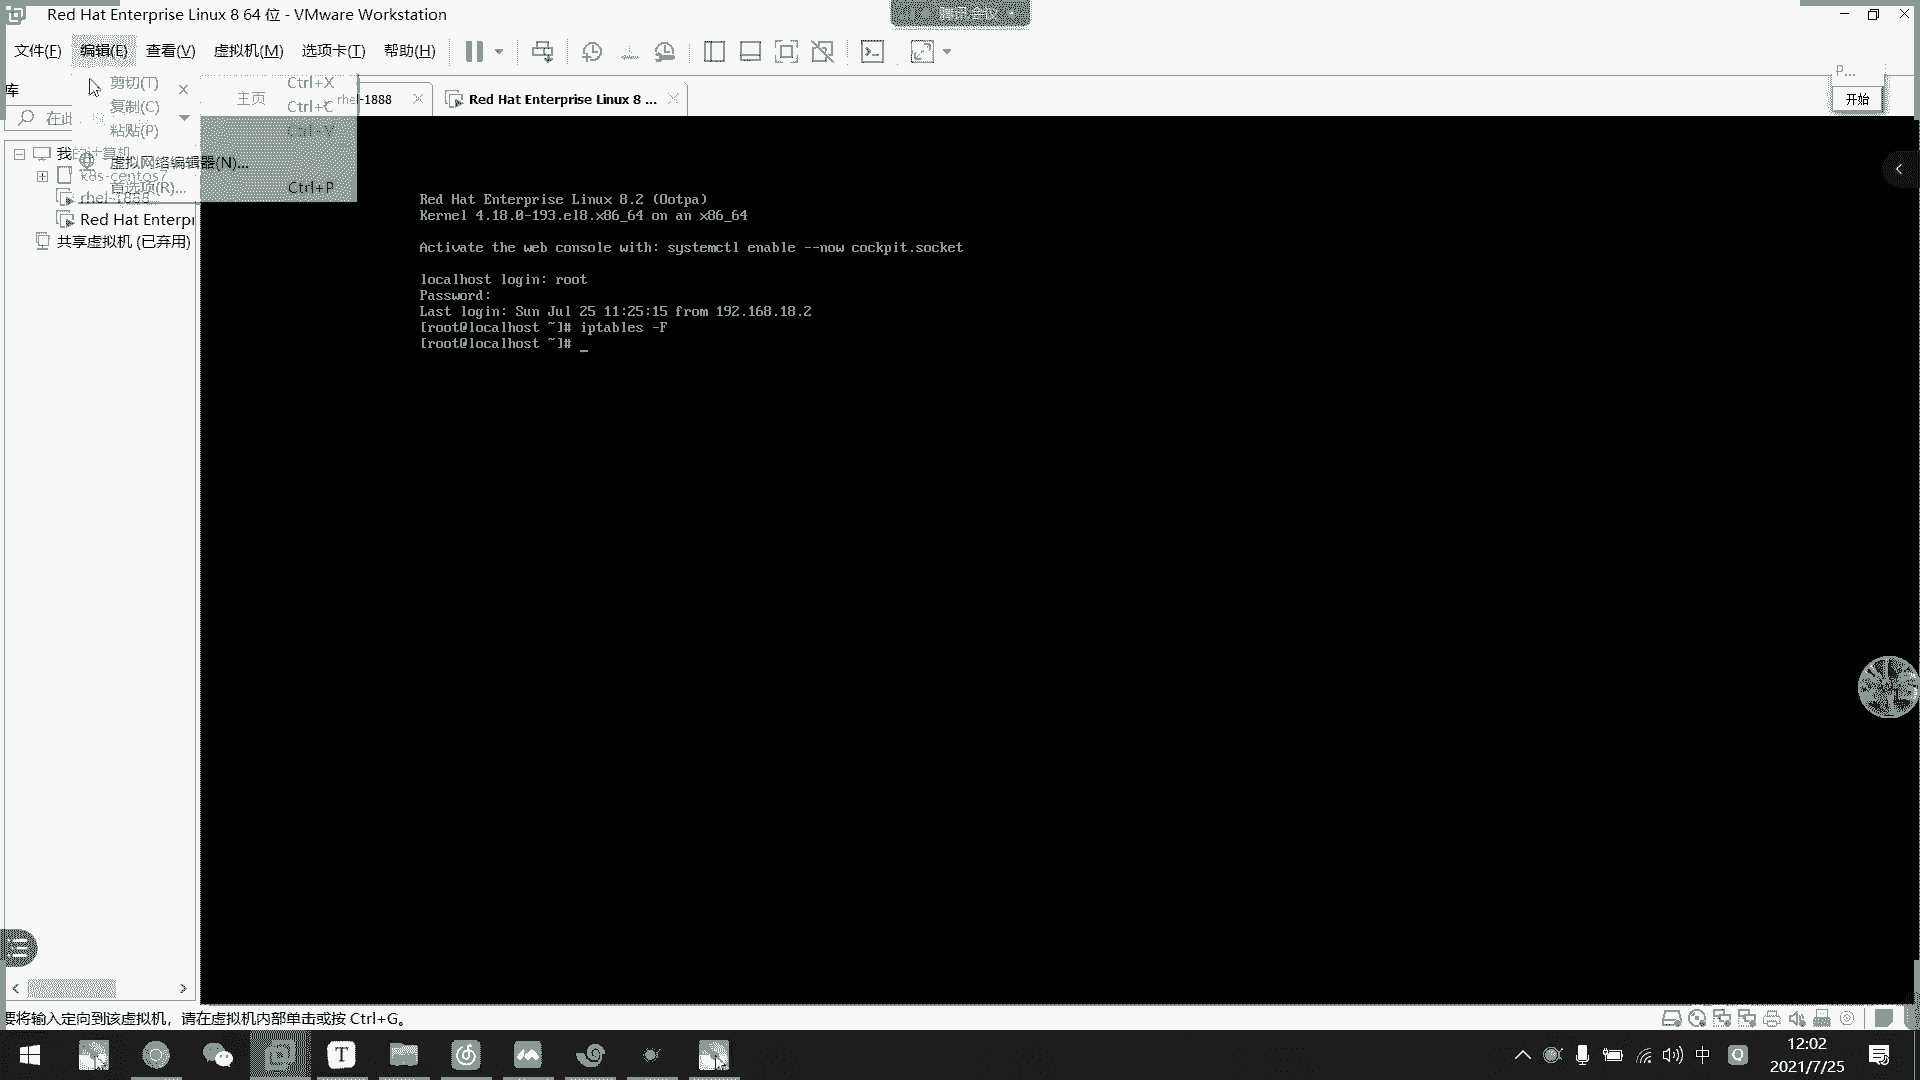 Red Hat Enterprise Linux 8 64 位 - VMware Workstation
腾讯会议
文件(F) 编辑(E) 查看(V) 虚拟机(M) 选项卡(T) 帮助(H)
库
剪切(T) Ctrl+X
复制(C) Ctrl+C
粘贴(P) Ctrl+V
虚拟网络编辑器(N)...
首选项(R)... Ctrl+P
主页
rhel-1888
Red Hat Enterprise Linux 8 ...
P...
开始
在此
我的计算机
k8s-centos7
rhel-1888
Red Hat Enterpr
共享虚拟机 (已弃用)
Red Hat Enterprise Linux 8.2 (Ootpa)
Kernel 4.18.0-193.el8.x86_64 on an x86_64
Activate the web console with: systemctl enable --now cockpit.socket
localhost login: root
Password:
Last login: Sun Jul 25 11:25:15 from 192.168.18.2
[root@localhost ~]# iptables -F
[root@localhost ~]# _
要将输入定向到该虚拟机，请在虚拟机内部单击或按 Ctrl+G。
T
中
Q
12:02
2021/7/25